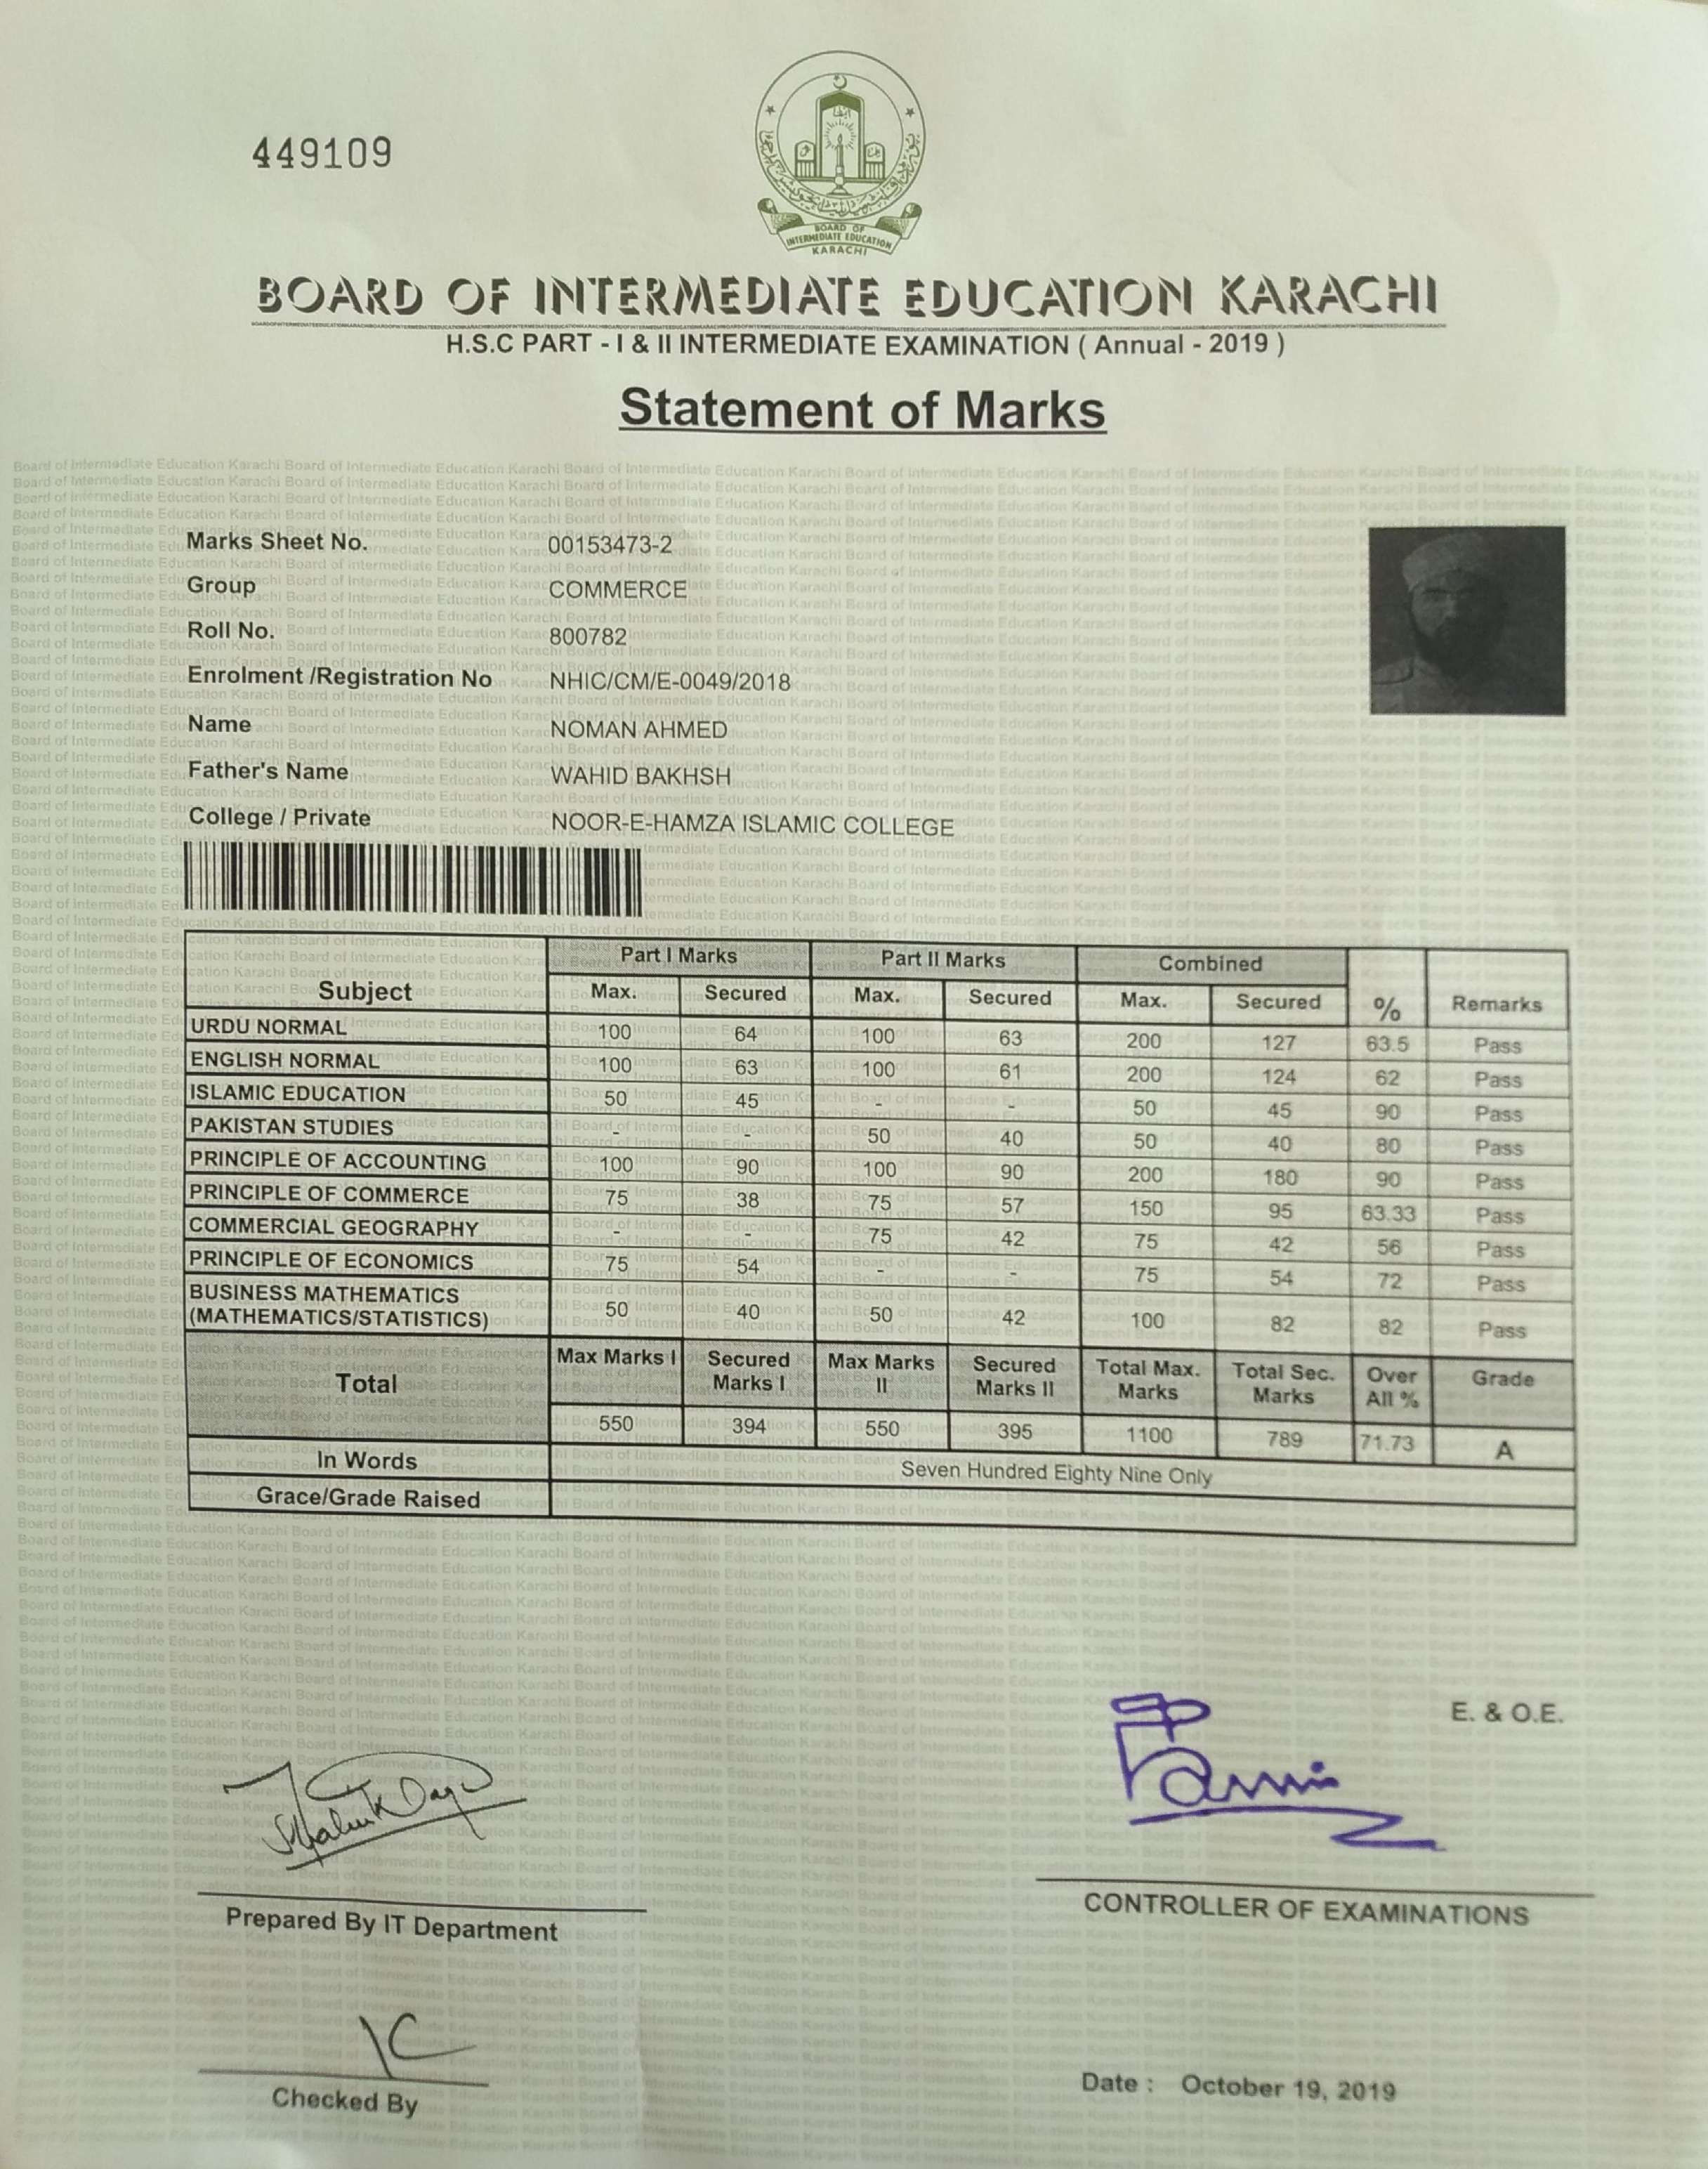 449109
BOARD OF
INTERMEDIATE EDUCATION
KARACHI
BOARD OF INTERMEDIATE EDUCATION KARACHI
H.S.C PART - I & II INTERMEDIATE EXAMINATION ( Annual - 2019 )
Statement of Marks
Marks Sheet No. 00153473-2
Group COMMERCE
Roll No. 800782
Enrolment /Registration No NHIC/CM/E-0049/2018
Name NOMAN AHMED
Father's Name WAHID BAKHSH
College / Private NOOR-E-HAMZA ISLAMIC COLLEGE
Part I Marks Part II Marks Combined
Subject Max. Secured Max. Secured Max. Secured % Remarks
URDU NORMAL 100 64 100 63 200 127 63.5 Pass
ENGLISH NORMAL 100 63 100 61 200 124 62 Pass
ISLAMIC EDUCATION 50 45 - - 50 45 90 Pass
PAKISTAN STUDIES - - 50 40 50 40 80 Pass
PRINCIPLE OF ACCOUNTING 100 90 100 90 200 180 90 Pass
PRINCIPLE OF COMMERCE 75 38 75 57 150 95 63.33 Pass
COMMERCIAL GEOGRAPHY - - 75 42 75 42 56 Pass
PRINCIPLE OF ECONOMICS 75 54 - - 75 54 72 Pass
BUSINESS MATHEMATICS
(MATHEMATICS/STATISTICS) 50 40 50 42 100 82 82 Pass
Total Max Marks I Secured Marks I Max Marks II Secured Marks II Total Max. Marks Total Sec. Marks Over All % Grade
550 394 550 395 1100 789 71.73 A
In Words Seven Hundred Eighty Nine Only
Grace/Grade Raised
E. & O.E.
Prepared By IT Department
CONTROLLER OF EXAMINATIONS
Checked By
Date : October 19, 2019